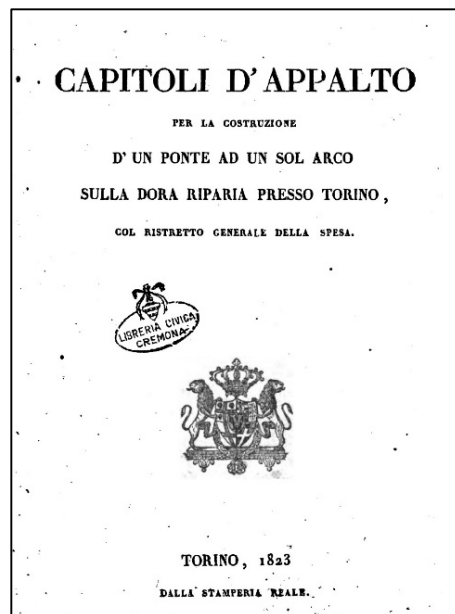 CAPITOLI D'APPALTO
PER LA COSTRUZIONE
D'UN PONTE AD UN SOL ARCO
SULLA DORA RIPARIA PRESSO TORINO,
COL RISTRETTO GENERALE DELLA SPESA.
LIBRERIA CIVICA
CREMONA
TORINO, 1823
DALLA STAMPERIA REALE.